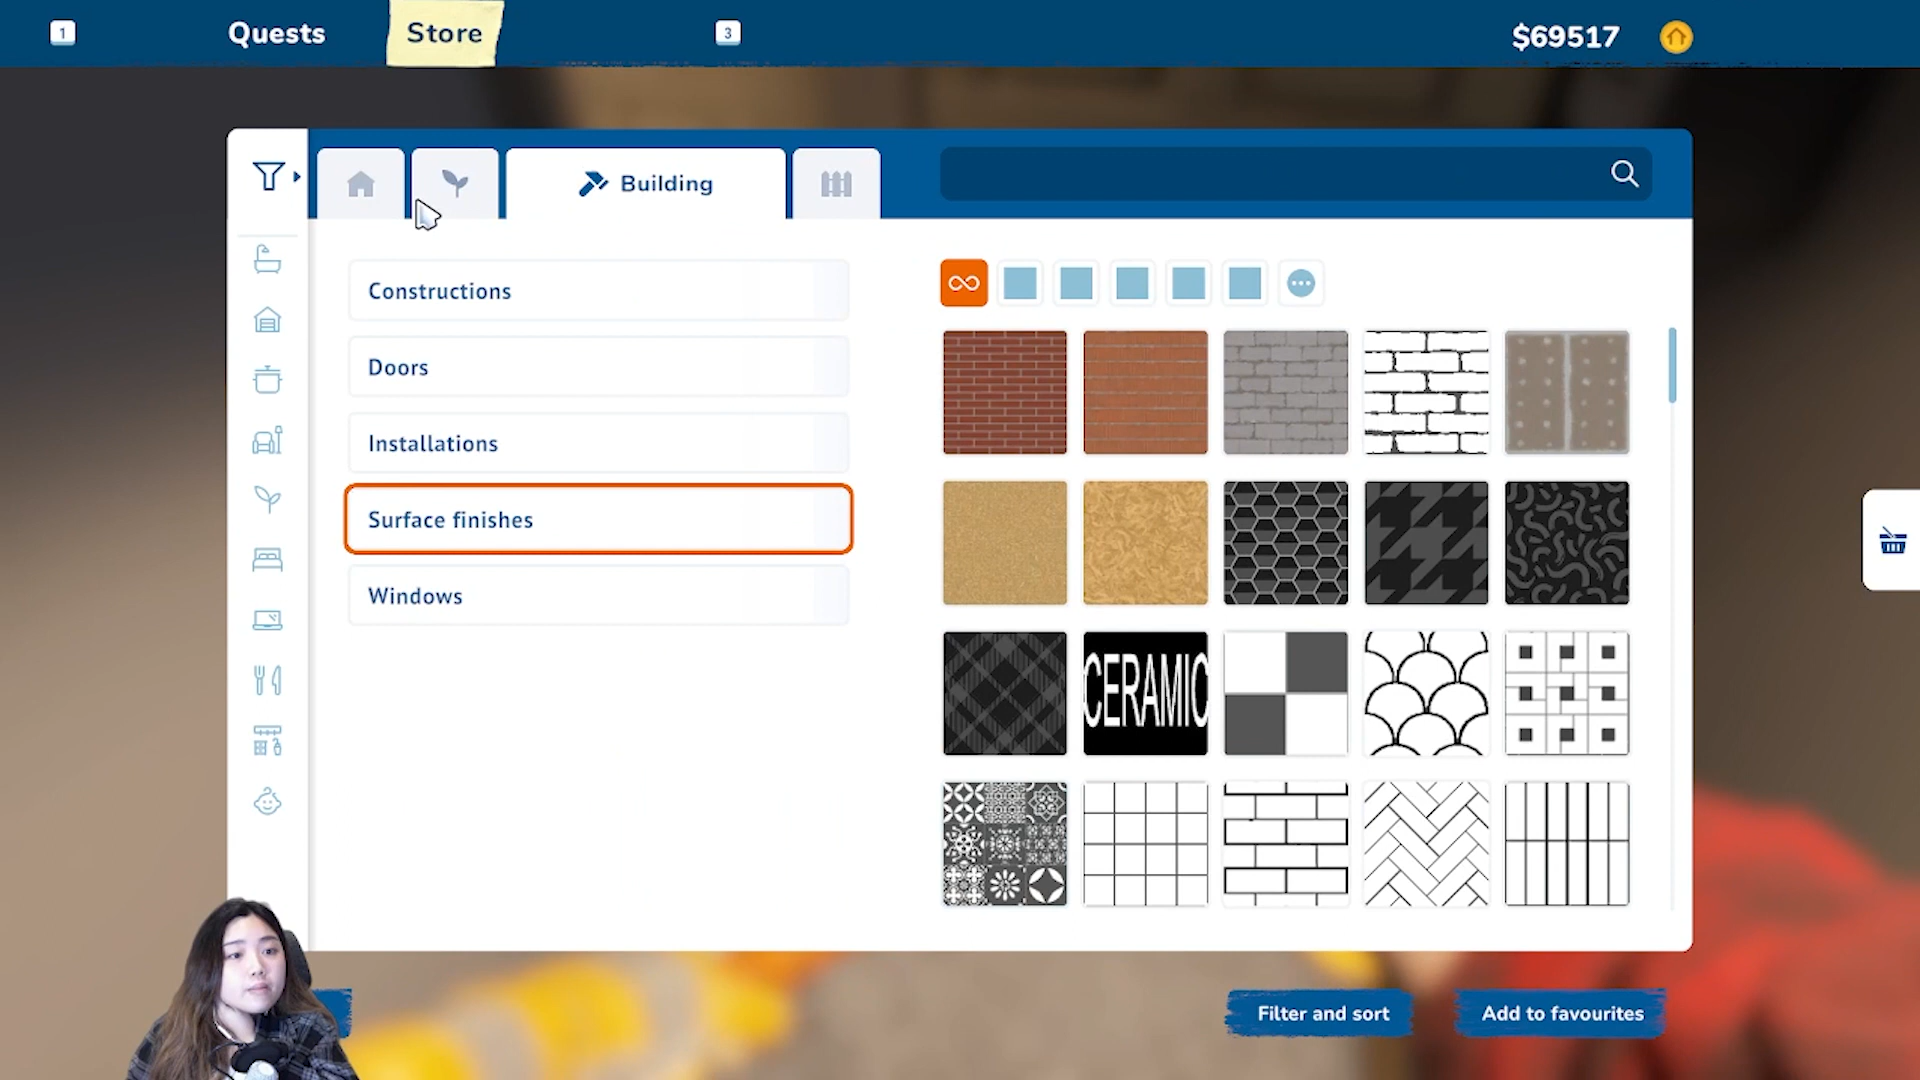 1
Quests
Store
3
$69517
Building
Constructions
Doors
Installations
Surface finishes
Windows
CERAMIC
Filter and sort
Add to favourites